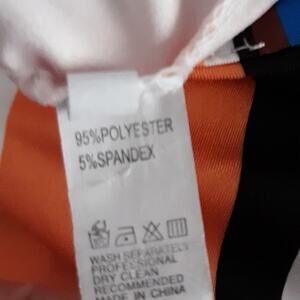 95%POLYESTER
5%SPANDEX
WASH SEPARATELY
PROFESSIONAL
DRY CLEAN
RECOMMENDED
MADE IN CHINA